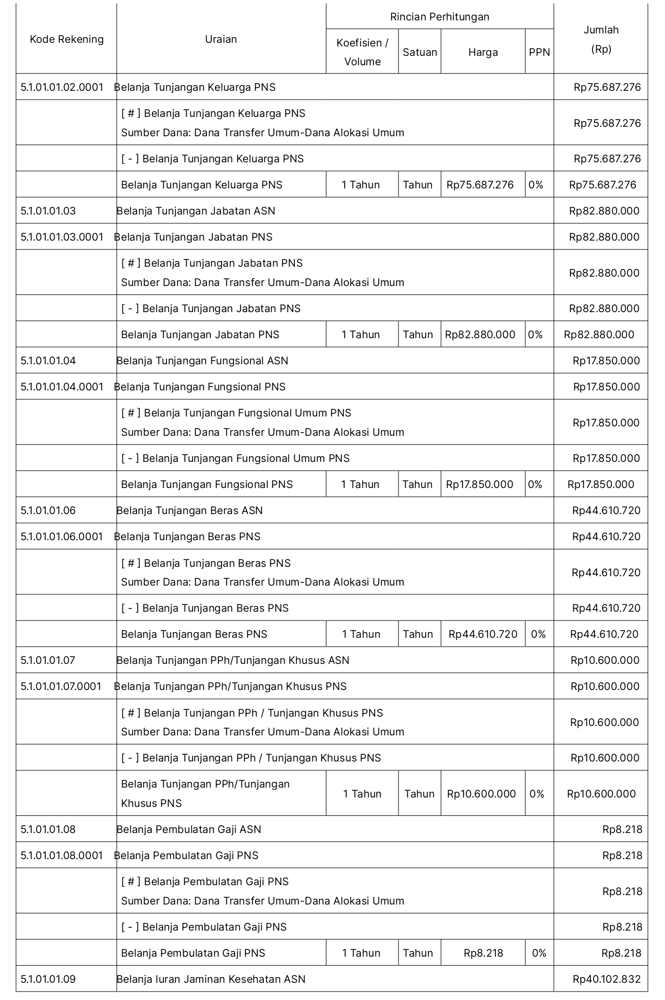 Kode Rekening Uraian Rincian Perhitungan Jumlah
(Rp)
Koefisien /
Volume Satuan Harga PPN
5.1.01.01.02.0001 Belanja Tunjangan Keluarga PNS Rp75.687.276
[ # ] Belanja Tunjangan Keluarga PNS
Sumber Dana: Dana Transfer Umum-Dana Alokasi Umum Rp75.687.276
[ - ] Belanja Tunjangan Keluarga PNS Rp75.687.276
Belanja Tunjangan Keluarga PNS 1 Tahun Tahun Rp75.687.276 0% Rp75.687.276
5.1.01.01.03 Belanja Tunjangan Jabatan ASN Rp82.880.000
5.1.01.01.03.0001 Belanja Tunjangan Jabatan PNS Rp82.880.000
[ # ] Belanja Tunjangan Jabatan PNS
Sumber Dana: Dana Transfer Umum-Dana Alokasi Umum Rp82.880.000
[ - ] Belanja Tunjangan Jabatan PNS Rp82.880.000
Belanja Tunjangan Jabatan PNS 1 Tahun Tahun Rp82.880.000 0% Rp82.880.000
5.1.01.01.04 Belanja Tunjangan Fungsional ASN Rp17.850.000
5.1.01.01.04.0001 Belanja Tunjangan Fungsional PNS Rp17.850.000
[ # ] Belanja Tunjangan Fungsional Umum PNS
Sumber Dana: Dana Transfer Umum-Dana Alokasi Umum Rp17.850.000
[ - ] Belanja Tunjangan Fungsional Umum PNS Rp17.850.000
Belanja Tunjangan Fungsional PNS 1 Tahun Tahun Rp17.850.000 0% Rp17.850.000
5.1.01.01.06 Belanja Tunjangan Beras ASN Rp44.610.720
5.1.01.01.06.0001 Belanja Tunjangan Beras PNS Rp44.610.720
[ # ] Belanja Tunjangan Beras PNS
Sumber Dana: Dana Transfer Umum-Dana Alokasi Umum Rp44.610.720
[ - ] Belanja Tunjangan Beras PNS Rp44.610.720
Belanja Tunjangan Beras PNS 1 Tahun Tahun Rp44.610.720 0% Rp44.610.720
5.1.01.01.07 Belanja Tunjangan PPh/Tunjangan Khusus ASN Rp10.600.000
5.1.01.01.07.0001 Belanja Tunjangan PPh/Tunjangan Khusus PNS Rp10.600.000
[ # ] Belanja Tunjangan PPh / Tunjangan Khusus PNS
Sumber Dana: Dana Transfer Umum-Dana Alokasi Umum Rp10.600.000
[ - ] Belanja Tunjangan PPh / Tunjangan Khusus PNS Rp10.600.000
Belanja Tunjangan PPh/Tunjangan
Khusus PNS 1 Tahun Tahun Rp10.600.000 0% Rp10.600.000
5.1.01.01.08 Belanja Pembulatan Gaji ASN Rp8.218
5.1.01.01.08.0001 Belanja Pembulatan Gaji PNS Rp8.218
[ # ] Belanja Pembulatan Gaji PNS
Sumber Dana: Dana Transfer Umum-Dana Alokasi Umum Rp8.218
[ - ] Belanja Pembulatan Gaji PNS Rp8.218
Belanja Pembulatan Gaji PNS 1 Tahun Tahun Rp8.218 0% Rp8.218
5.1.01.01.09 Belanja Iuran Jaminan Kesehatan ASN Rp40.102.832